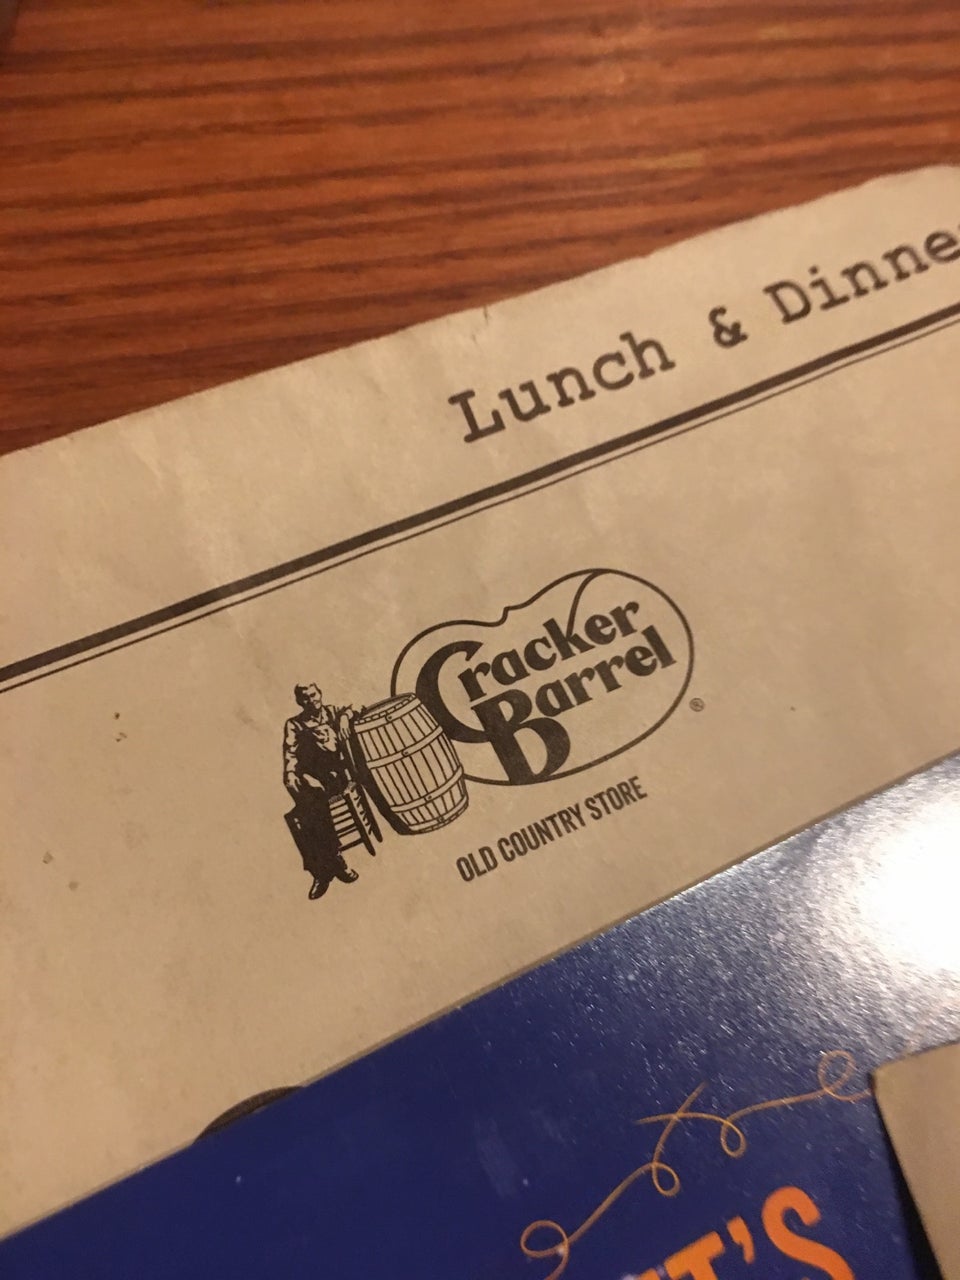 Lunch & Dinne
Cracker
Barrel
®
OLD COUNTRY STORE
T'S